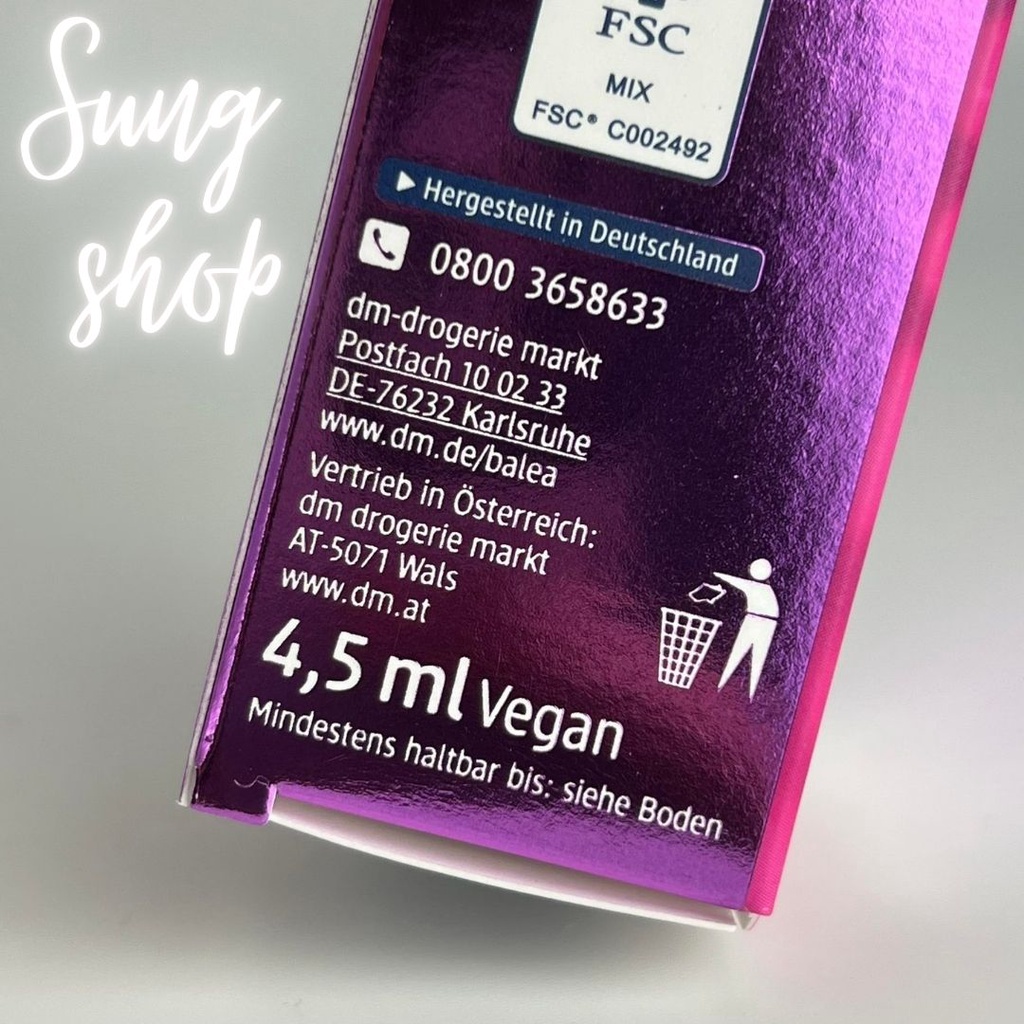 Sung
shop
FSC
MIX
FSC® C002492
▶ Hergestellt in Deutschland
0800 3658633
dm-drogerie markt
Postfach 10 02 33
DE-76232 Karlsruhe
www.dm.de/balea
Vertrieb in Österreich:
dm drogerie markt
AT-5071 Wals
www.dm.at
4,5 ml Vegan
Mindestens haltbar bis: siehe Boden